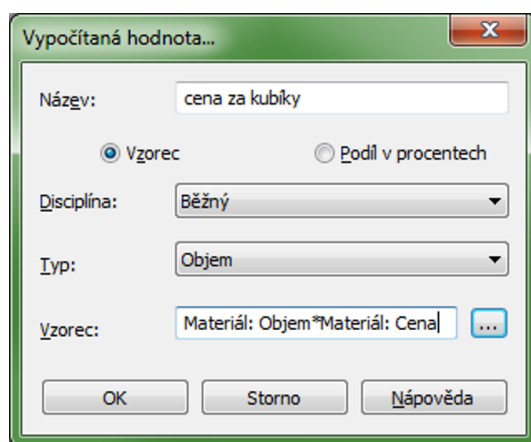 Vypočítaná hodnota...
Název: cena za kubíky
Vzorec Podíl v procentech
Disciplína: Běžný
Typ: Objem
Vzorec: Materiál: Objem*Materiál: Cena ...
OK Storno Nápověda